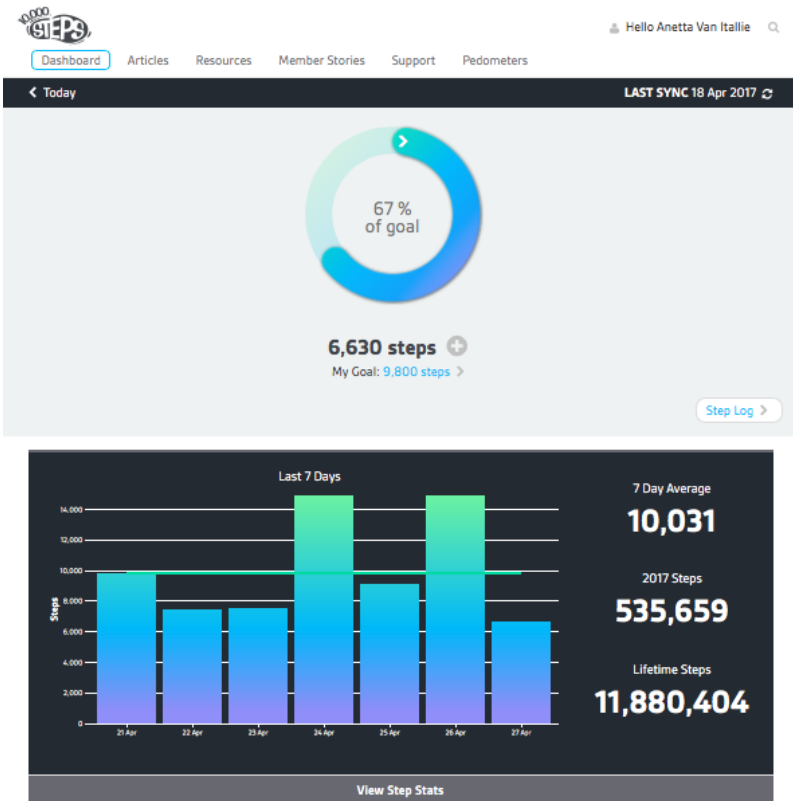 10,000
STEPS
Hello Anetta Van Itallie
Dashboard Articles Resources Member Stories Support Pedometers
Today
LAST SYNC 18 Apr 2017
67 %
of goal
6,630 steps
My Goal: 9,800 steps
Step Log
Last 7 Days
Steps
14,000
12,000
10,000
8,000
6,000
4,000
2,000
0
21 Apr 22 Apr 23 Apr 24 Apr 25 Apr 26 Apr 27 Apr
7 Day Average
10,031
2017 Steps
535,659
Lifetime Steps
11,880,404
View Step Stats